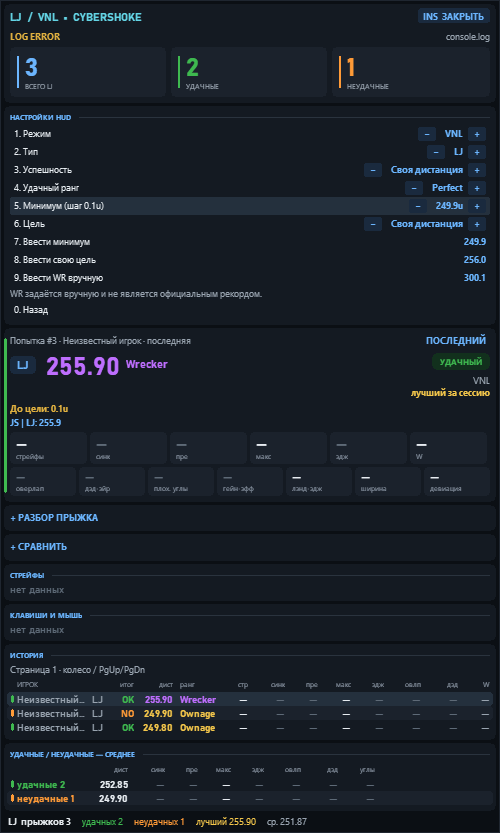 LJ / VNL • CYBERSHOKE INS ЗАКРЫТЬ
LOG ERROR console.log
3 2 1
ВСЕГО LJ УДАЧНЫЕ НЕУДАЧНЫЕ
НАСТРОЙКИ HUD
1. Режим − VNL +
2. Тип − LJ +
3. Успешность − Своя дистанция +
4. Удачный ранг − Perfect +
5. Минимум (шаг 0.1u) − 249.9u +
6. Цель − Своя дистанция +
7. Ввести минимум 249.9
8. Ввести свою цель 256.0
9. Ввести WR вручную 300.1
WR задаётся вручную и не является официальным рекордом.
0. Назад
Попытка #3 · Неизвестный игрок · последняя ПОСЛЕДНИЙ
LJ 255.90 Wrecker УДАЧНЫЙ
VNL
лучший за сессию
До цели: 0.1u
JS | LJ: 255.9
— — — — — —
стрейфы синк пре макс эдж W
— — — — — — —
оверлап дэд-эйр плох. углы гейн-эфф лэнд-эдж ширина девиация
+ РАЗБОР ПРЫЖКА
+ СРАВНИТЬ
СТРЕЙФЫ
нет данных
КЛАВИШИ И МЫШЬ
нет данных
ИСТОРИЯ
Страница 1 · колесо / PgUp/PgDn
ИГРОК итог дист ранг стр синк пре макс эдж овлп дэд W
Неизвестный… LJ OK 255.90 Wrecker — — — — — — — —
Неизвестный… LJ NO 249.90 Ownage — — — — — — — —
Неизвестный… LJ OK 249.80 Ownage — — — — — — — —
УДАЧНЫЕ / НЕУДАЧНЫЕ — СРЕДНЕЕ
дист синк пре макс эдж овлп дэд углы
удачные 2 252.85 — — — — — — —
неудачные 1 249.90 — — — — — — —
LJ прыжков 3 удачных 2 неудачных 1 лучший 255.90 ср. 251.87